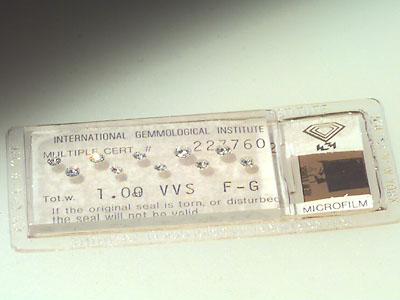 INTERNATIONAL GEMMOLOGICAL INSTITUTE
MULTIPLE CERT. # 227602
Tot.w. 1.00 VVS F-G
If the original seal is torn, or disturbed
the seal will not be valid
MICROFILM